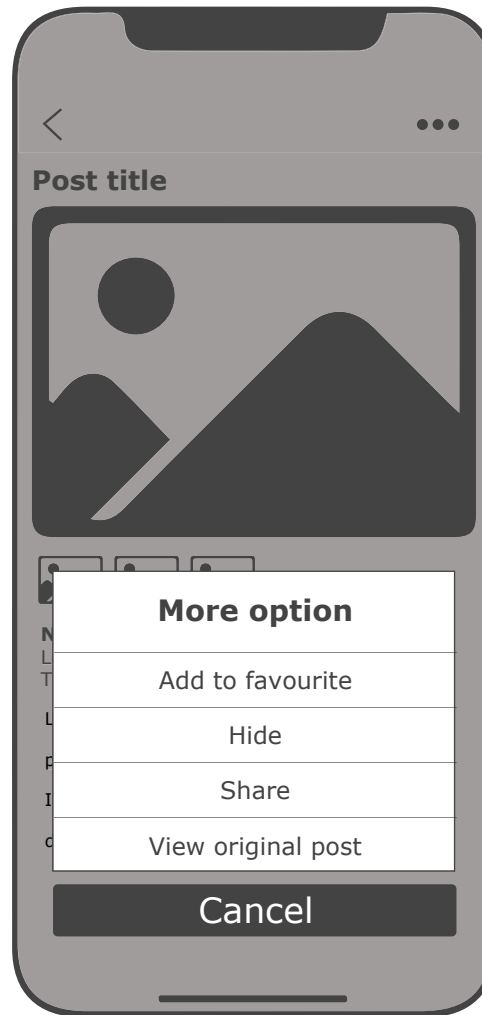 Post title
More option
Add to favourite
Hide
Share
View original post
Cancel